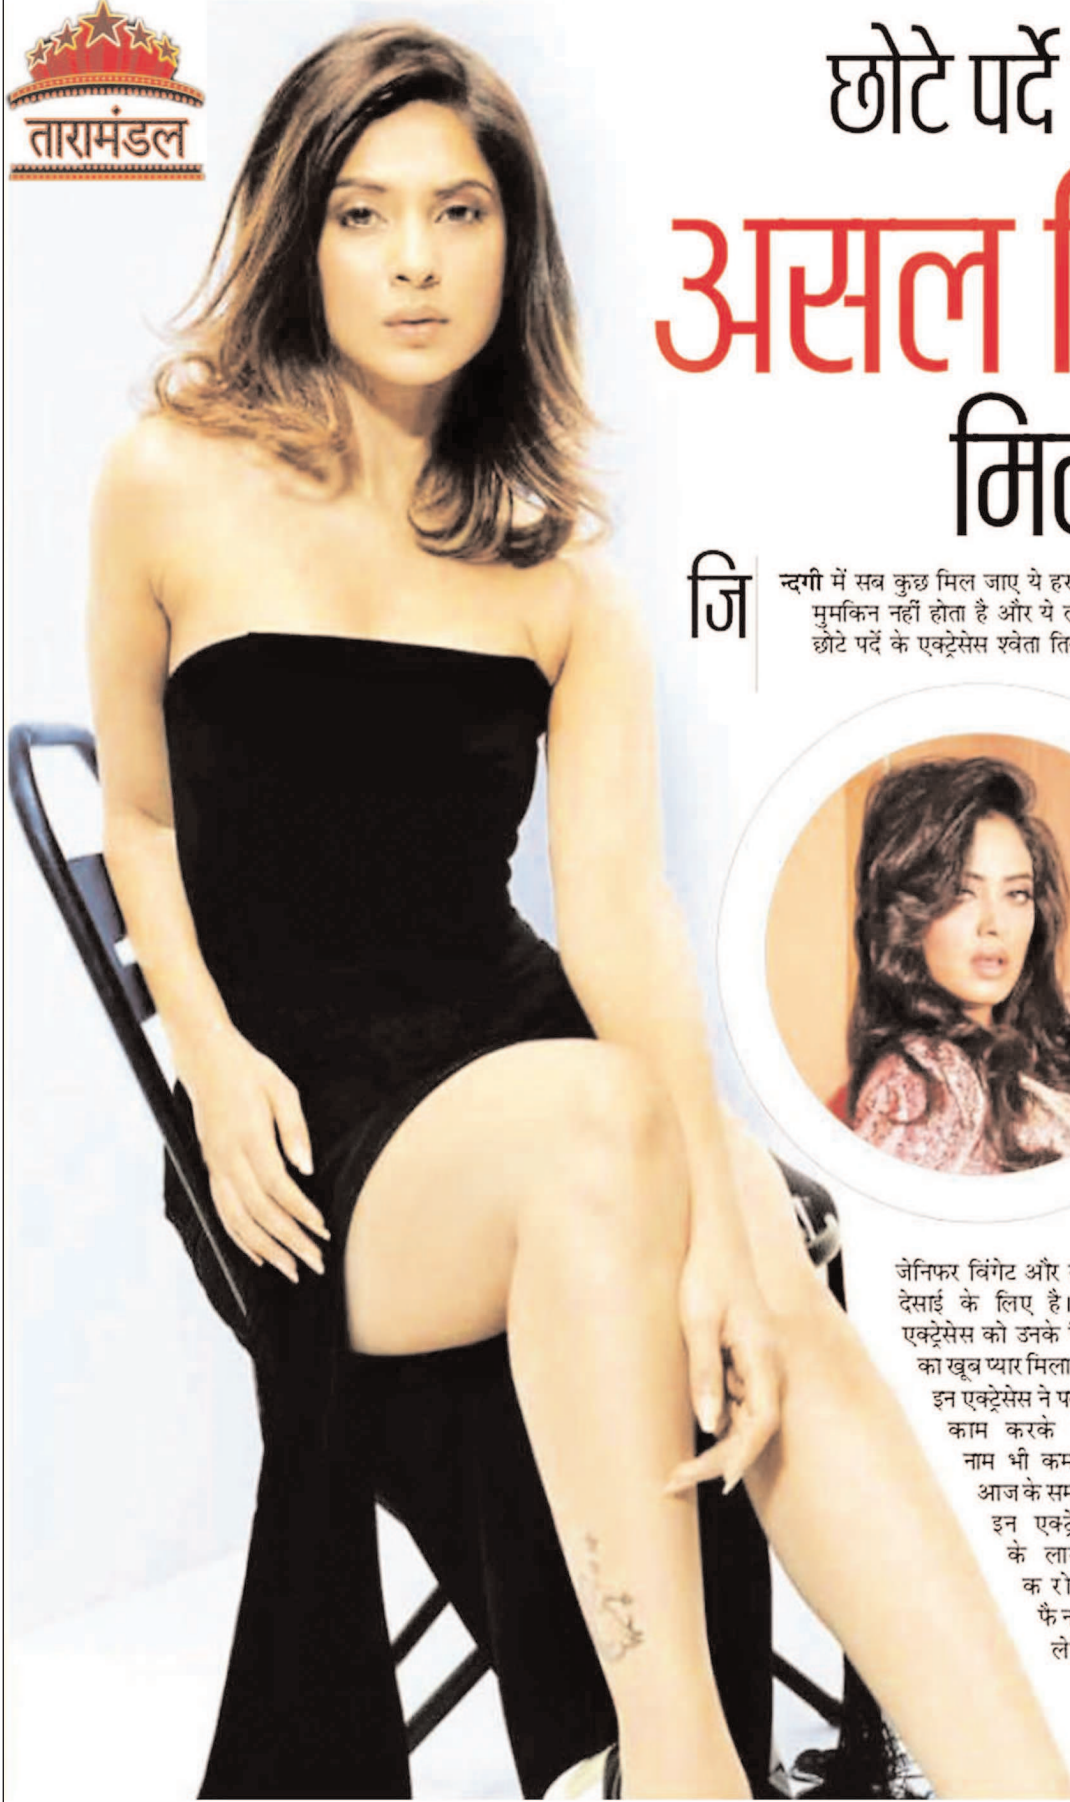 तारामंडल
छोटे पर्दे
असल
जि
न्दगी में सब कुछ मिल जाए ये हर
मुमकिन नहीं होता है और ये
छोटे पर्दे के एक्ट्रेसेस श्वेता
जेनिफर विंगेट और
देसाई के लिए है।
एक्ट्रेसेस को उनके
का खूब प्यार मिला
इन एक्ट्रेसेस ने
काम करके
नाम भी
आज के
इन
के